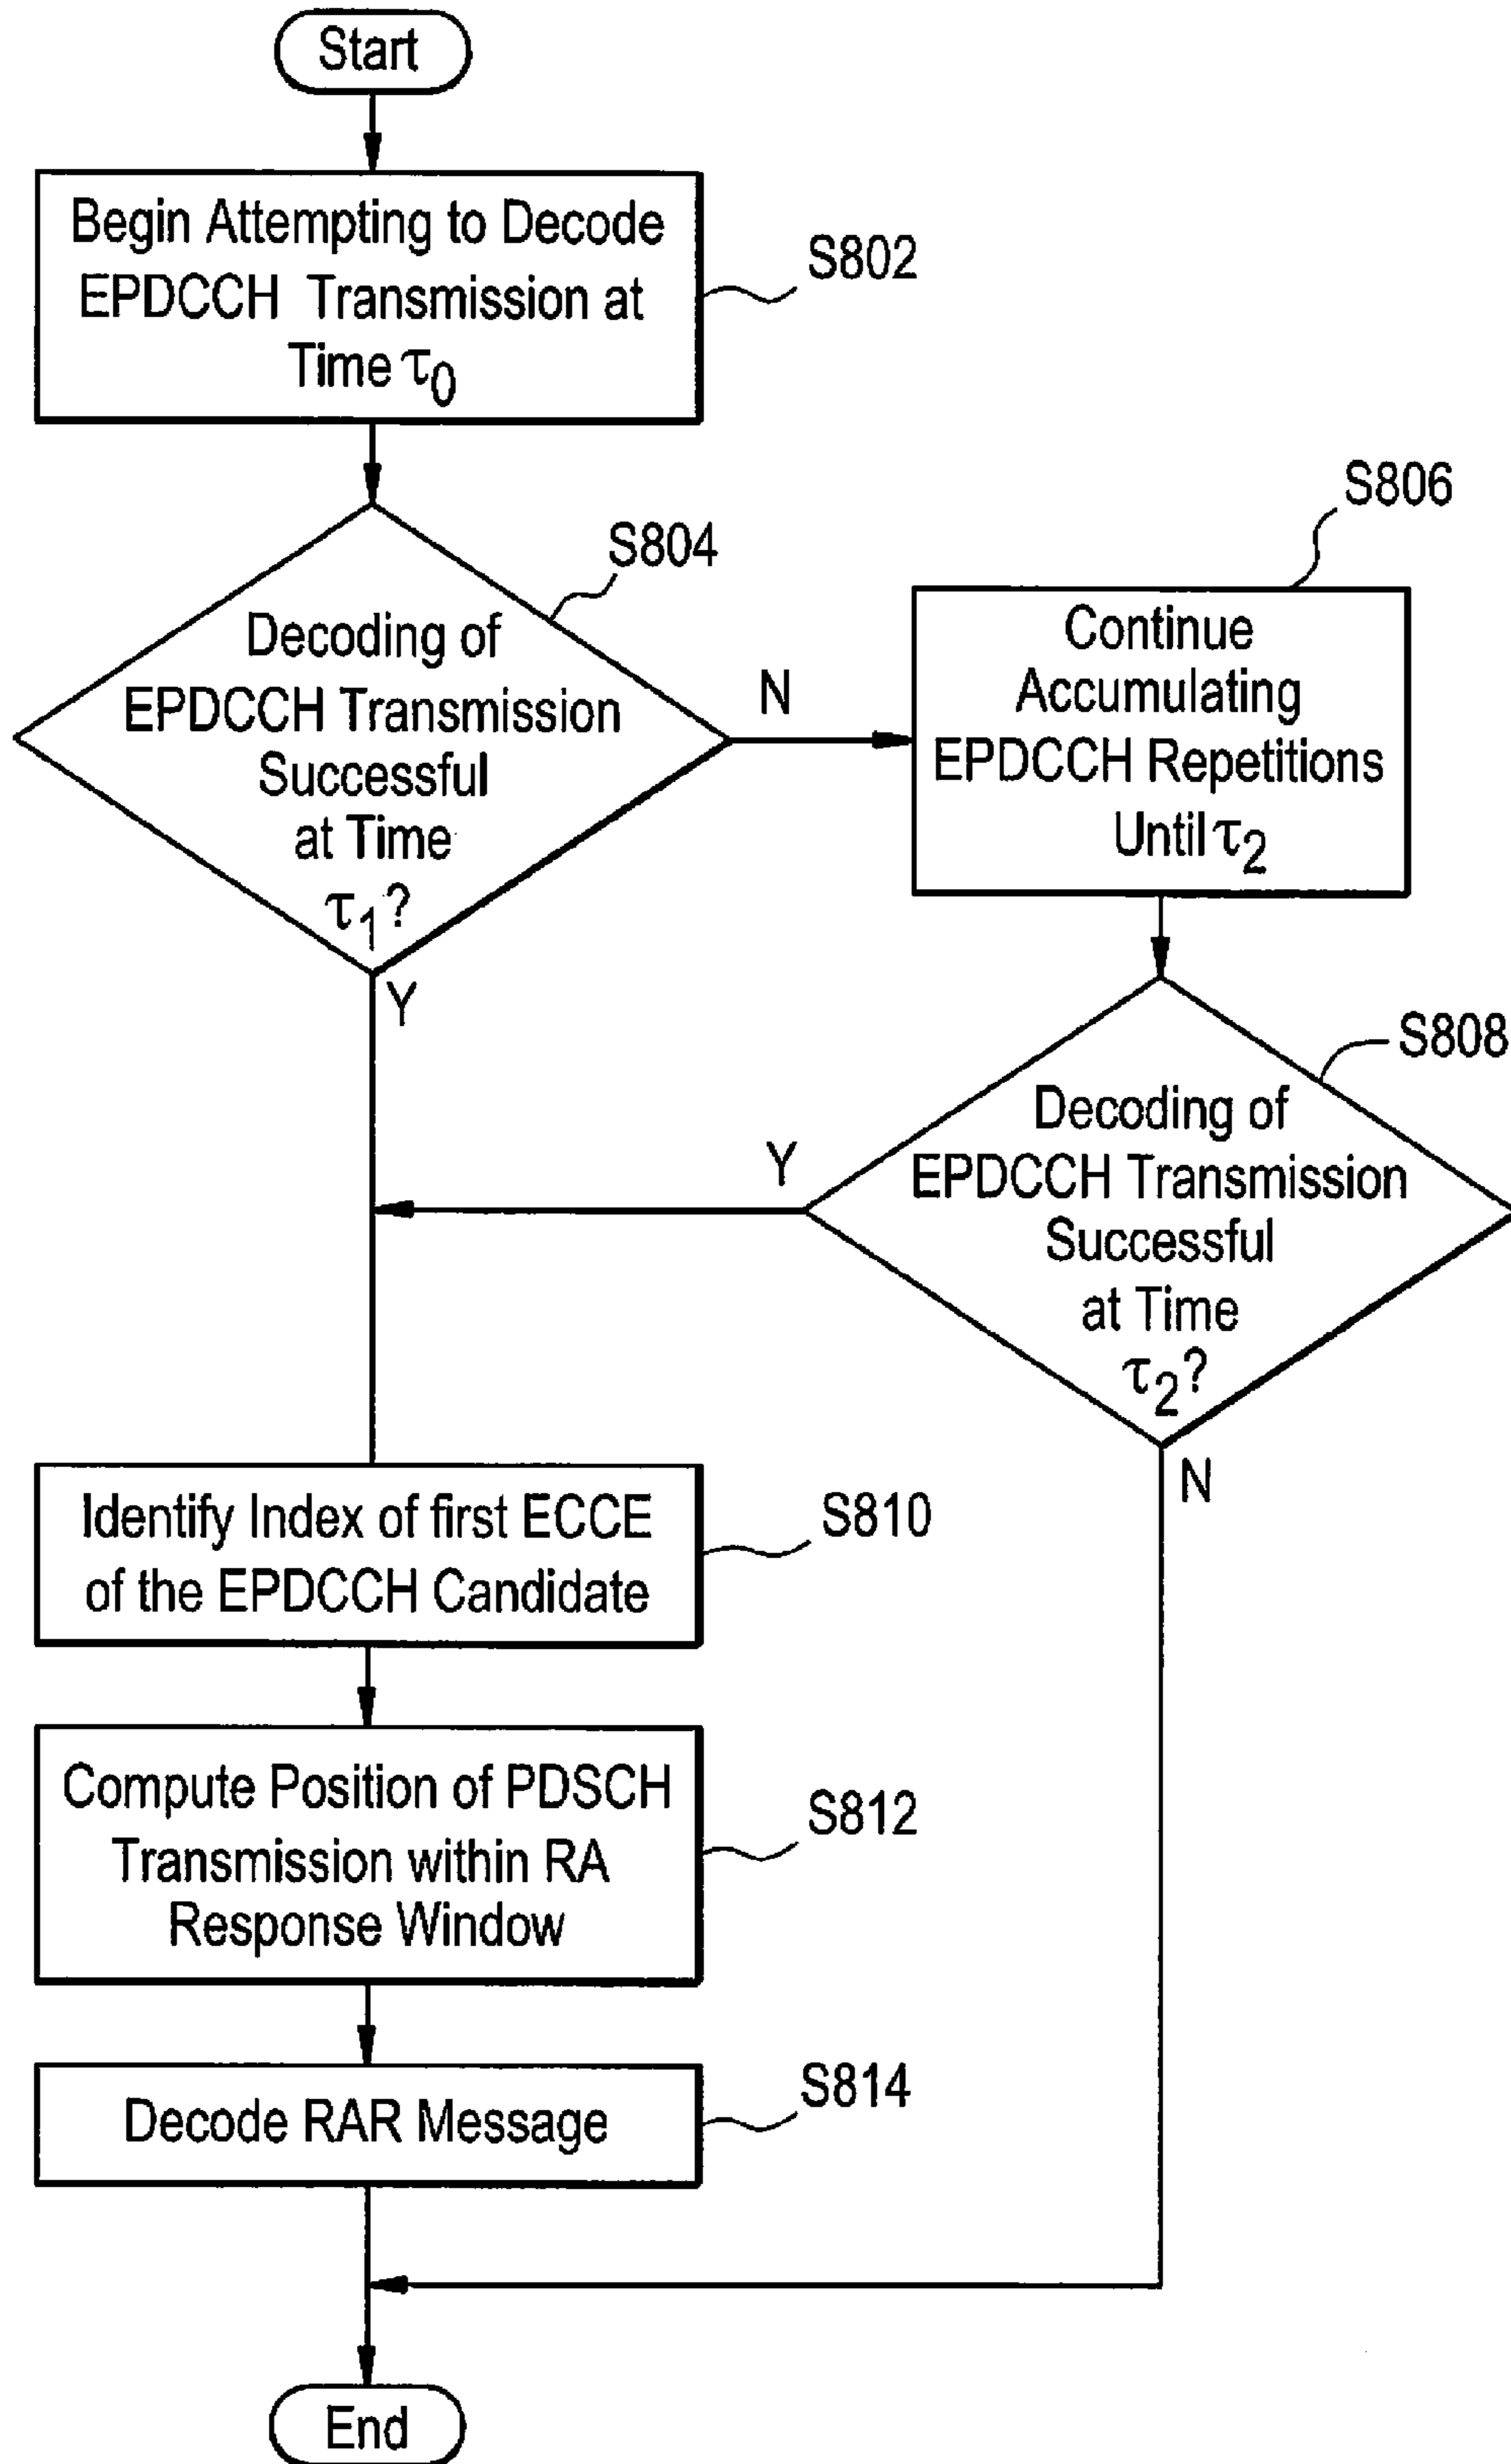 Start
Begin Attempting to Decode
EPDCCH Transmission at
Time τ0
S802
S804
Decoding of
EPDCCH Transmission
Successful
at Time
τ1?
N
Y
S806
Continue
Accumulating
EPDCCH Repetitions
Until τ2
S808
Decoding of
EPDCCH Transmission
Successful
at Time
τ2?
Y
N
Identify Index of first ECCE
of the EPDCCH Candidate
S810
Compute Position of PDSCH
Transmission within RA
Response Window
S812
Decode RAR Message
S814
End